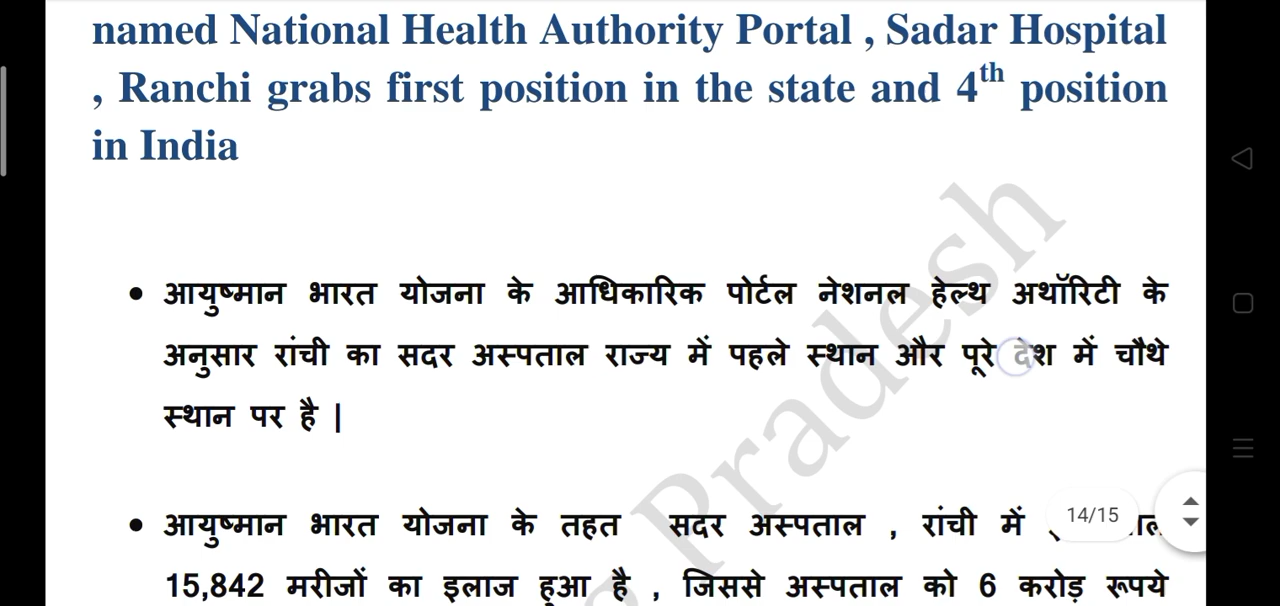 named National Health Authority Portal , Sadar Hospital
, Ranchi grabs first position in the state and 4th position
in India
• आयुष्मान भारत योजना के आधिकारिक पोर्टल नेशनल हेल्थ अथॉरिटी के
अनुसार रांची का सदर अस्पताल राज्य में पहले स्थान और पूरे देश में चौथे
स्थान पर है |
• आयुष्मान भारत योजना के तहत सदर अस्पताल , रांची में
14/15
15,842 मरीजों का इलाज हुआ है , जिससे अस्पताल को 6 करोड़ रूपये
Pradesh